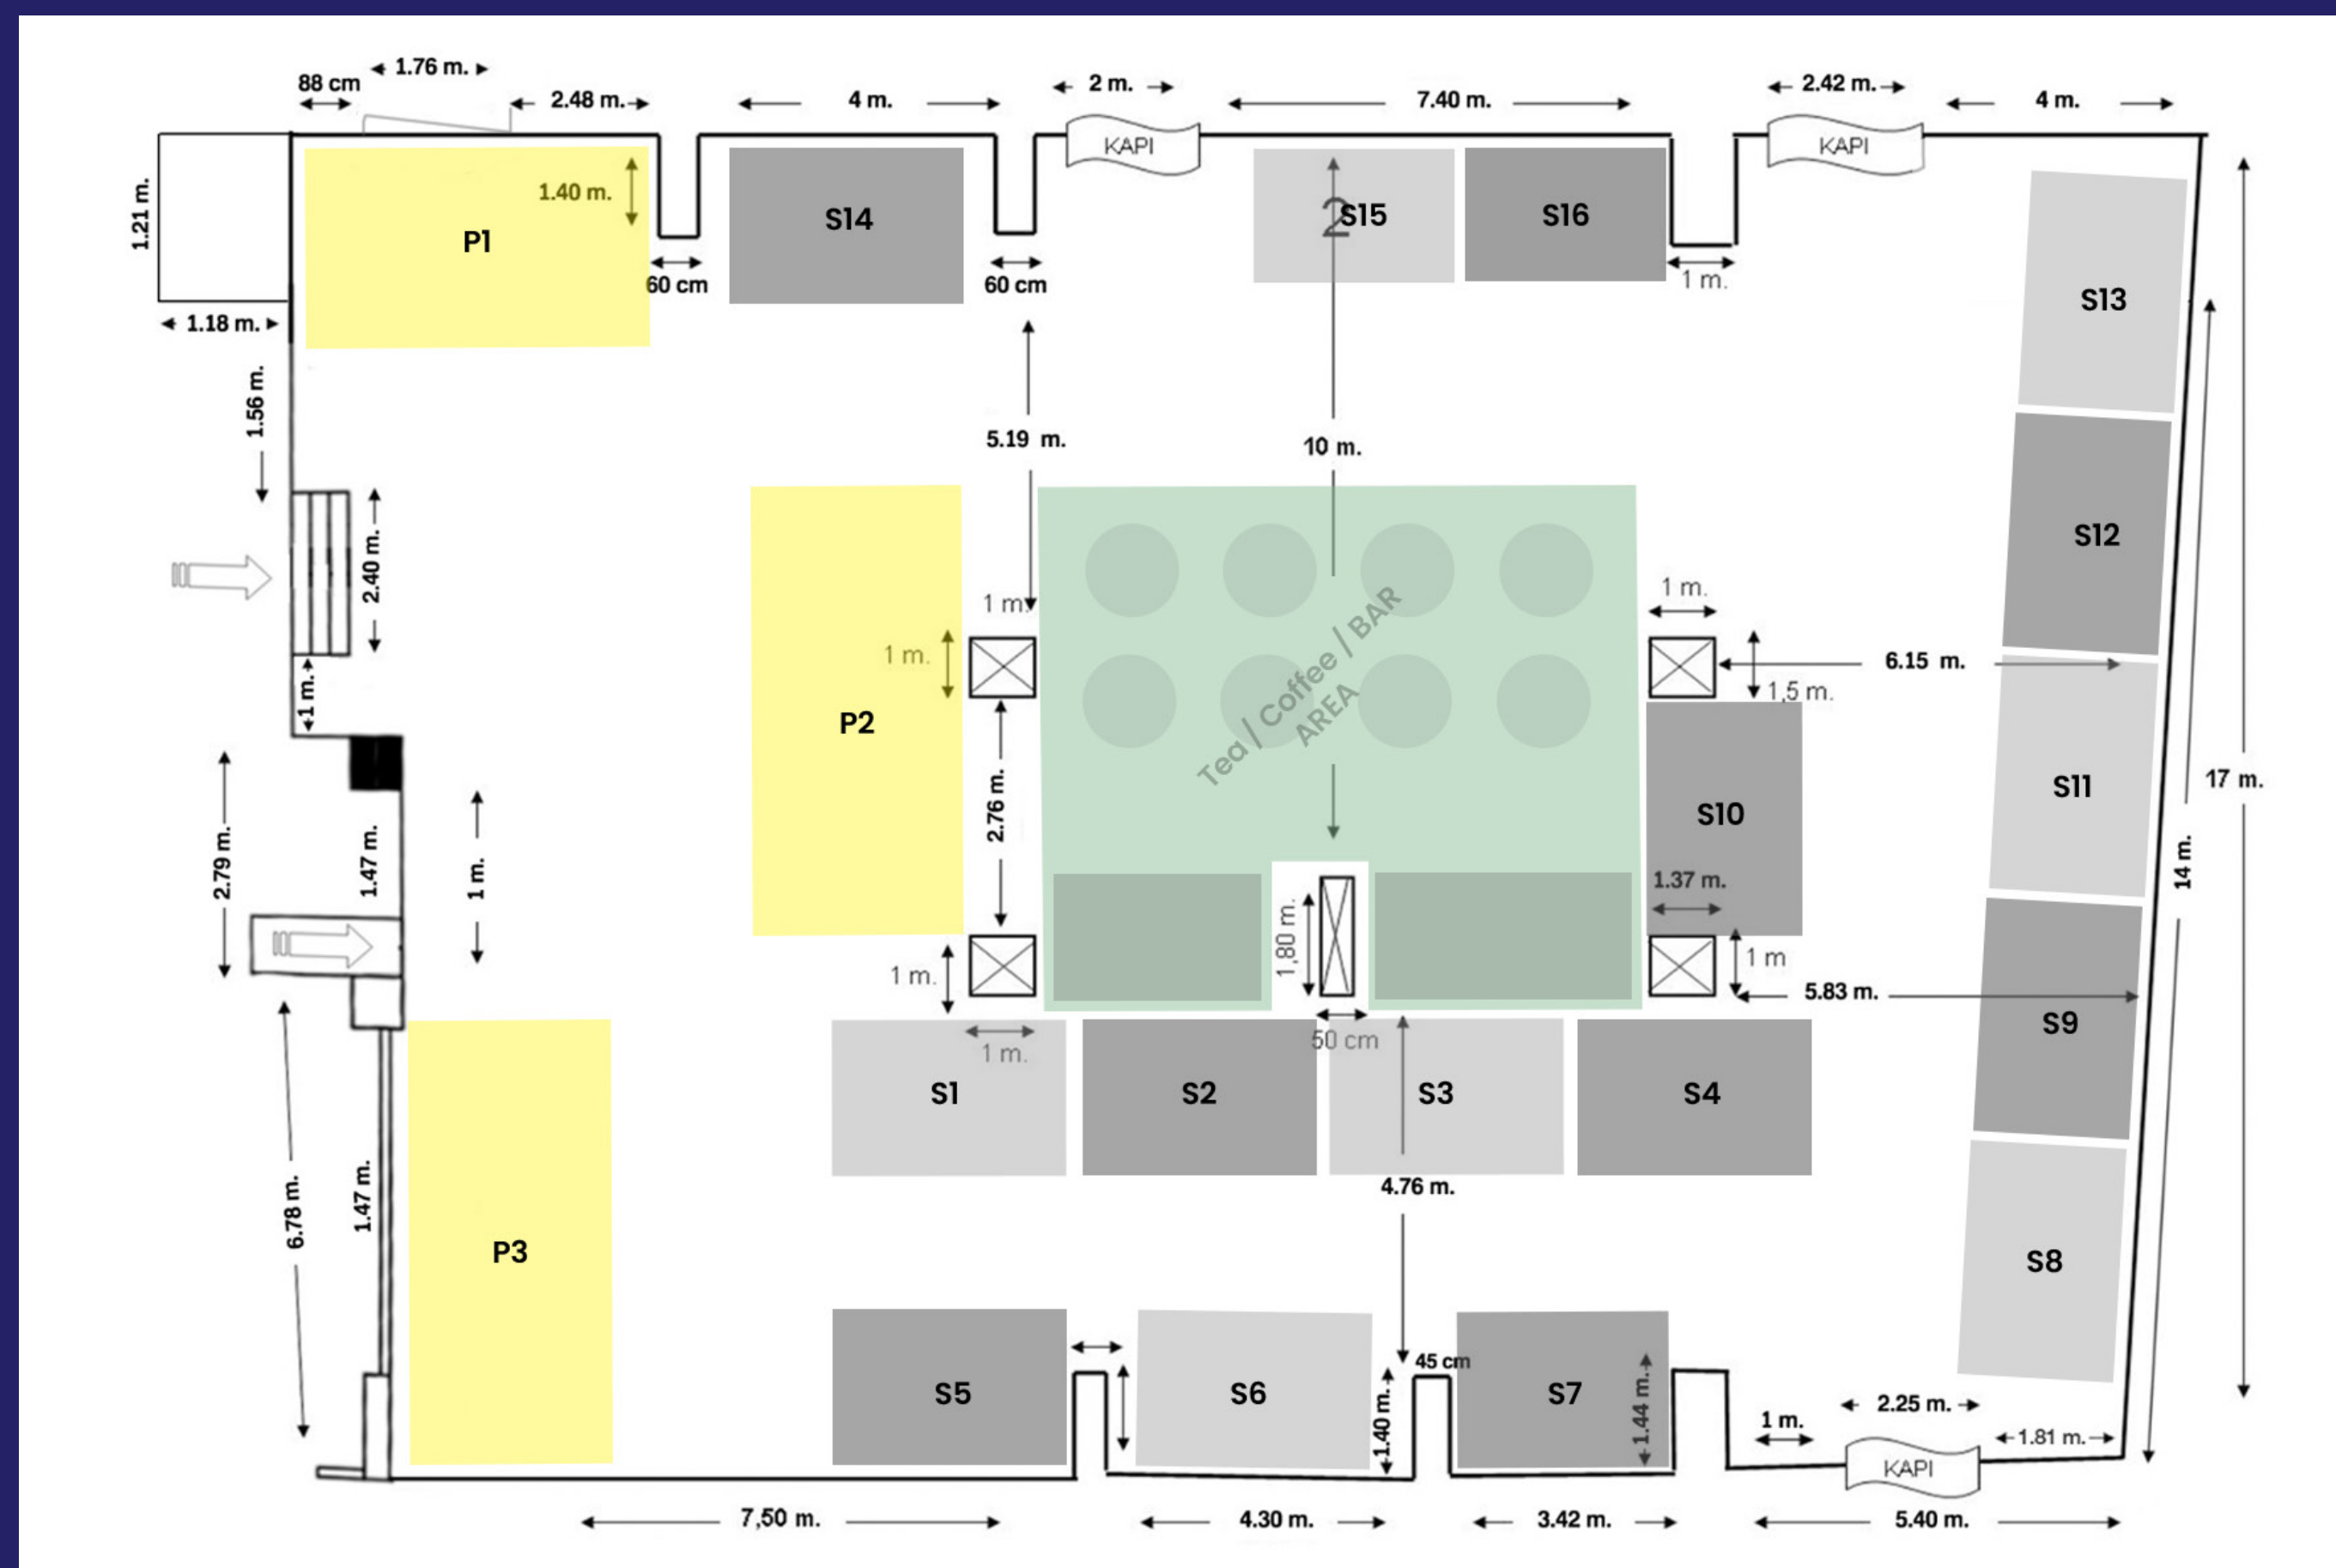 88 cm
1.76 m.
2.48 m.
4 m.
2 m.
7.40 m.
2.42 m.
4 m.
KAPI
KAPI
1.21 m.
1.40 m.
P1
S14
2
S15
S16
60 cm
60 cm
1 m.
1.18 m.
S13
1.56 m.
5.19 m.
10 m.
2.40 m.
S12
1 m.
1 m.
1 m.
6.15 m.
1,5 m.
1 m.
P2
Tea / Coffee / BAR
AREA
S11
17 m.
2.76 m.
S10
2.79 m.
1.47 m.
1 m.
14 m.
1.37 m.
1,80 m.
1 m.
1 m
5.83 m.
S9
50 cm
1 m.
S1
S2
S3
S4
4.76 m.
6.78 m.
1.47 m.
P3
S8
45 cm
S5
S6
1.40 m.
S7
1.44 m.
2.25 m.
1 m.
1.81 m.
KAPI
7,50 m.
4.30 m.
3.42 m.
5.40 m.